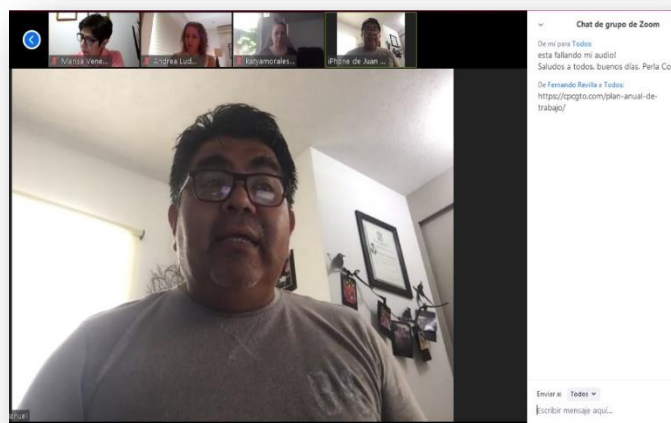 Marisa Vene...
Andrea Lud...
katyamorales...
iPhone de Juan ...
anuel
Chat de grupo de Zoom
De mí para Todos:
esta fallando mi audio!
Saludos a todos, buenos días. Perla Co
De Fernando Revilla a Todos:
https://cpcgto.com/plan-anual-de-
trabajo/
Enviar a: Todos
Escribir mensaje aquí...